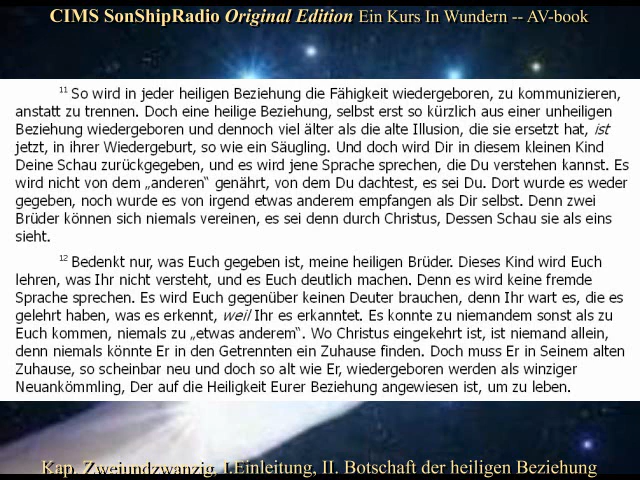 CIMS SonShipRadio Original Edition Ein Kurs In Wundern -- AV-book
11 So wird in jeder heiligen Beziehung die Fähigkeit wiedergeboren, zu kommunizieren,
anstatt zu trennen. Doch eine heilige Beziehung, selbst erst so kürzlich aus einer unheiligen
Beziehung wiedergeboren und dennoch viel älter als die alte Illusion, die sie ersetzt hat, ist
jetzt, in ihrer Wiedergeburt, so wie ein Säugling. Und doch wird Dir in diesem kleinen Kind
Deine Schau zurückgegeben, und es wird jene Sprache sprechen, die Du verstehen kannst. Es
wird nicht von dem „anderen“ genährt, von dem Du dachtest, es sei Du. Dort wurde es weder
gegeben, noch wurde es von irgend etwas anderem empfangen als Dir selbst. Denn zwei
Brüder können sich niemals vereinen, es sei denn durch Christus, Dessen Schau sie als eins
sieht.
12 Bedenkt nur, was Euch gegeben ist, meine heiligen Brüder. Dieses Kind wird Euch
lehren, was Ihr nicht versteht, und es Euch deutlich machen. Denn es wird keine fremde
Sprache sprechen. Es wird Euch gegenüber keinen Deuter brauchen, denn Ihr wart es, die es
gelehrt haben, was es erkennt, weil Ihr es erkanntet. Es konnte zu niemandem sonst als zu
Euch kommen, niemals zu „etwas anderem“. Wo Christus eingekehrt ist, ist niemand allein,
denn niemals könnte Er in den Getrennten ein Zuhause finden. Doch muss Er in Seinem alten
Zuhause, so scheinbar neu und doch so alt wie Er, wiedergeboren werden als winziger
Neuankömmling, Der auf die Heiligkeit Eurer Beziehung angewiesen ist, um zu leben.
Kap. Zweiundzwanzig, I.Einleitung, II. Botschaft der heiligen Beziehung